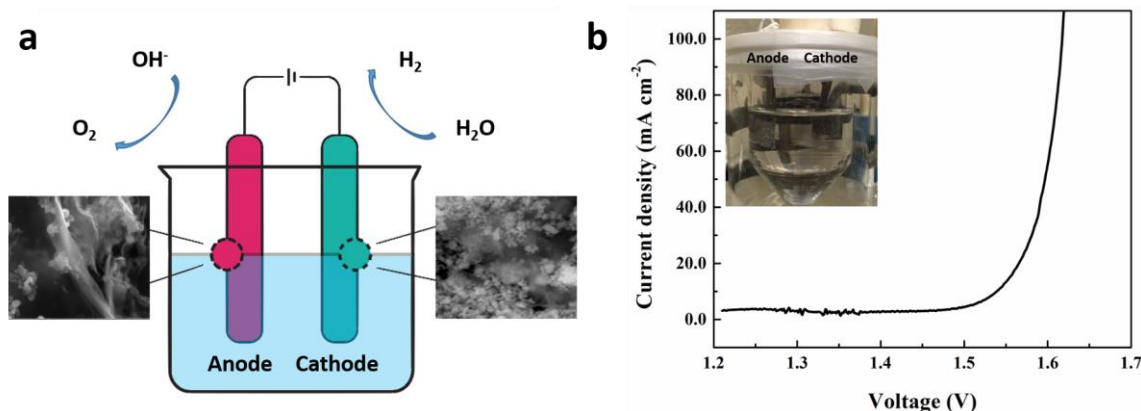 a
OH⁻
O₂
H₂
H₂O
Anode
Cathode
b
Current density (mA cm⁻²)
100.0
80.0
60.0
40.0
20.0
0.0
Anode Cathode
1.2 1.3 1.4 1.5 1.6 1.7
Voltage (V)